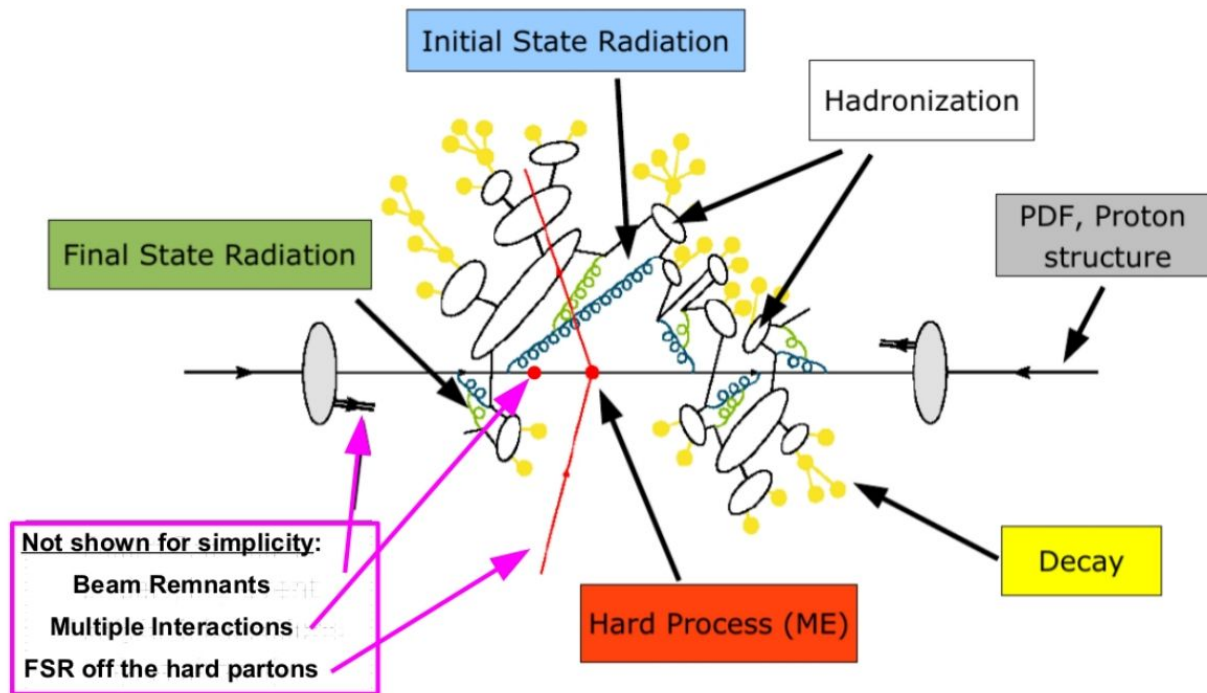 Initial State Radiation
Hadronization
PDF, Proton
structure
Final State Radiation
Not shown for simplicity:
Beam Remnants
Multiple Interactions
FSR off the hard partons
Hard Process (ME)
Decay